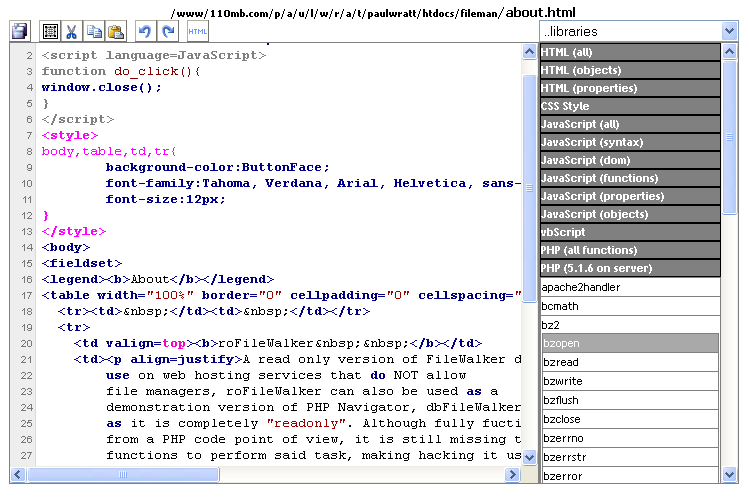 /www/110mb.com/p/a/u/l/w/r/a/t/paulwratt/htdocs/fileman/about.html
HTML
..libraries
2 <script language=JavaScript>
3 function do_click(){
4 window.close();
5 }
6 </script>
7 <style>
8 body,table,td,tr{
9 background-color:ButtonFace;
10 font-family:Tahoma, Verdana, Arial, Helvetica, sans-
11 font-size:12px;
12 }
13 </style>
14 <body>
15 <fieldset>
16 <legend><b>About</b></legend>
17 <table width="100%" border="0" cellpadding="0" cellspacing="
18 <tr><td>&nbsp;</td><td>&nbsp;</td></tr>
19 <tr>
20 <td valign=top><b>roFileWalker&nbsp;&nbsp;</b></td>
21 <td><p align=justify>A read only version of FileWalker d
22 use on web hosting services that do NOT allow
23 file managers, roFileWalker can also be used as a
24 demonstration version of PHP Navigator, dbFileWalker
25 as it is completely "readonly". Although fully fucti
26 from a PHP code point of view, it is still missing t
27 functions to perform said task, making hacking it us
HTML (all)
HTML (objects)
HTML (properties)
CSS Style
JavaScript (all)
JavaScript (syntax)
JavaScript (dom)
JavaScript (functions)
JavaScript (properties)
JavaScript (objects)
vbScript
PHP (all functions)
PHP (5.1.6 on server)
apache2handler
bcmath
bz2
bzopen
bzread
bzwrite
bzflush
bzclose
bzerrno
bzerrstr
bzerror